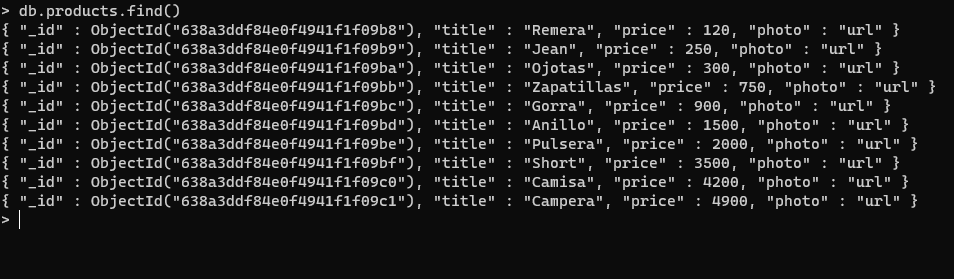 > db.products.find()
{ "_id" : ObjectId("638a3ddf84e0f4941f1f09b8"), "title" : "Remera", "price" : 120, "photo" : "url" }
{ "_id" : ObjectId("638a3ddf84e0f4941f1f09b9"), "title" : "Jean", "price" : 250, "photo" : "url" }
{ "_id" : ObjectId("638a3ddf84e0f4941f1f09ba"), "title" : "Ojotas", "price" : 300, "photo" : "url" }
{ "_id" : ObjectId("638a3ddf84e0f4941f1f09bb"), "title" : "Zapatillas", "price" : 750, "photo" : "url" }
{ "_id" : ObjectId("638a3ddf84e0f4941f1f09bc"), "title" : "Gorra", "price" : 900, "photo" : "url" }
{ "_id" : ObjectId("638a3ddf84e0f4941f1f09bd"), "title" : "Anillo", "price" : 1500, "photo" : "url" }
{ "_id" : ObjectId("638a3ddf84e0f4941f1f09be"), "title" : "Pulsera", "price" : 2000, "photo" : "url" }
{ "_id" : ObjectId("638a3ddf84e0f4941f1f09bf"), "title" : "Short", "price" : 3500, "photo" : "url" }
{ "_id" : ObjectId("638a3ddf84e0f4941f1f09c0"), "title" : "Camisa", "price" : 4200, "photo" : "url" }
{ "_id" : ObjectId("638a3ddf84e0f4941f1f09c1"), "title" : "Campera", "price" : 4900, "photo" : "url" }
>